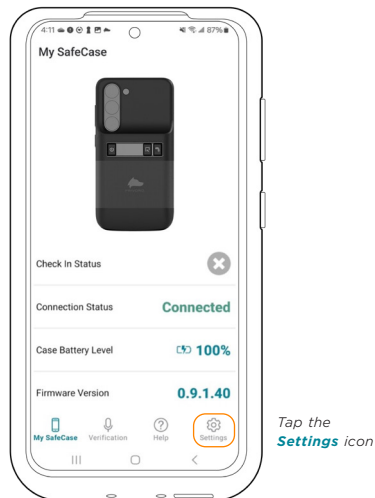 4:11 87%
My SafeCase
Check In Status
Connection Status Connected
Case Battery Level 100%
Firmware Version 0.9.1.40
My SafeCase Verification Help Settings
Tap the
Settings icon